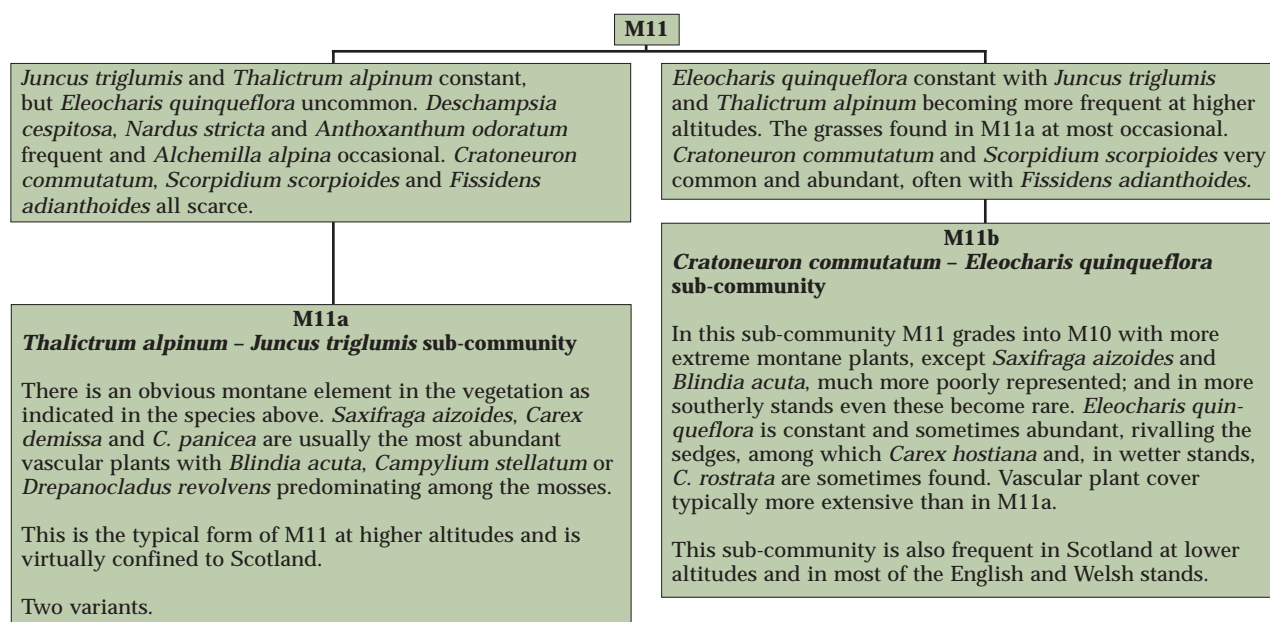 M11
Juncus triglumis and Thalictrum alpinum constant,
but Eleocharis quinqueflora uncommon. Deschampsia
cespitosa, Nardus stricta and Anthoxanthum odoratum
frequent and Alchemilla alpina occasional. Cratoneuron
commutatum, Scorpidium scorpioides and Fissidens
adianthoides all scarce.
M11a
Thalictrum alpinum – Juncus triglumis sub-community
There is an obvious montane element in the vegetation as
indicated in the species above. Saxifraga aizoides, Carex
demissa and C. panicea are usually the most abundant
vascular plants with Blindia acuta, Campylium stellatum or
Drepanocladus revolvens predominating among the mosses.
This is the typical form of M11 at higher altitudes and is
virtually confined to Scotland.
Two variants.
Eleocharis quinqueflora constant with Juncus triglumis
and Thalictrum alpinum becoming more frequent at higher
altitudes. The grasses found in M11a at most occasional.
Cratoneuron commutatum and Scorpidium scorpioides very
common and abundant, often with Fissidens adianthoides.
M11b
Cratoneuron commutatum – Eleocharis quinqueflora
sub-community
In this sub-community M11 grades into M10 with more
extreme montane plants, except Saxifraga aizoides and
Blindia acuta, much more poorly represented; and in more
southerly stands even these become rare. Eleocharis quin-
queflora is constant and sometimes abundant, rivalling the
sedges, among which Carex hostiana and, in wetter stands,
C. rostrata are sometimes found. Vascular plant cover
typically more extensive than in M11a.
This sub-community is also frequent in Scotland at lower
altitudes and in most of the English and Welsh stands.